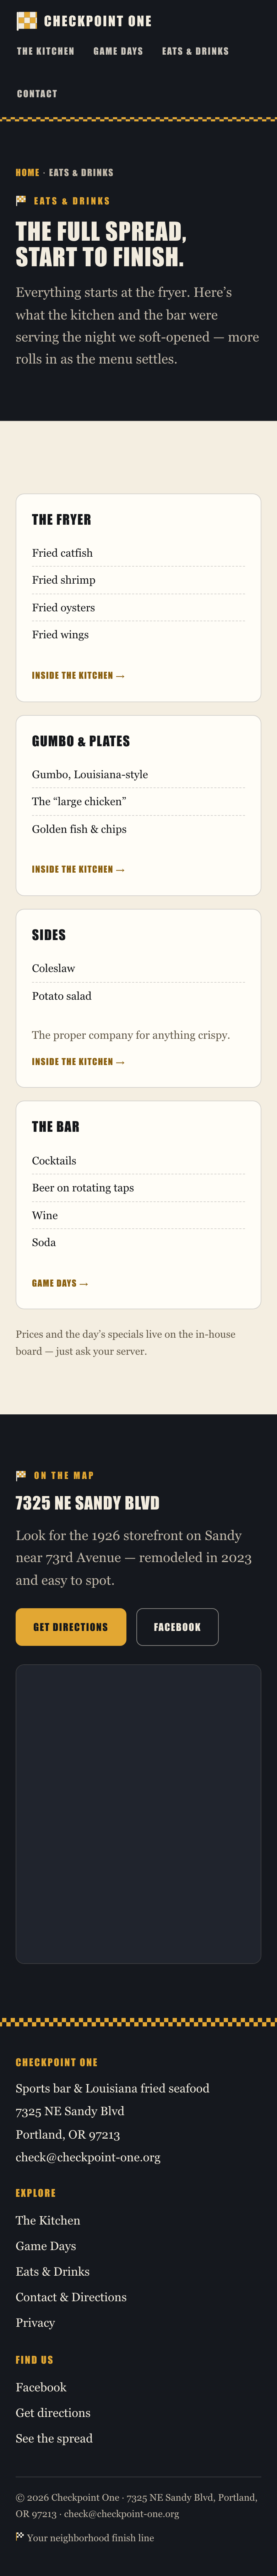 CHECKPOINT ONE
THE KITCHEN GAME DAYS EATS & DRINKS
CONTACT
HOME · EATS & DRINKS
EATS & DRINKS
THE FULL SPREAD,
START TO FINISH.
Everything starts at the fryer. Here’s
what the kitchen and the bar were
serving the night we soft-opened — more
rolls in as the menu settles.
THE FRYER
Fried catfish
Fried shrimp
Fried oysters
Fried wings
INSIDE THE KITCHEN →
GUMBO & PLATES
Gumbo, Louisiana-style
The “large chicken”
Golden fish & chips
INSIDE THE KITCHEN →
SIDES
Coleslaw
Potato salad
The proper company for anything crispy.
INSIDE THE KITCHEN →
THE BAR
Cocktails
Beer on rotating taps
Wine
Soda
GAME DAYS →
Prices and the day’s specials live on the in-house
board — just ask your server.
ON THE MAP
7325 NE SANDY BLVD
Look for the 1926 storefront on Sandy
near 73rd Avenue — remodeled in 2023
and easy to spot.
GET DIRECTIONS FACEBOOK
CHECKPOINT ONE
Sports bar & Louisiana fried seafood
7325 NE Sandy Blvd
Portland, OR 97213
check@checkpoint-one.org
EXPLORE
The Kitchen
Game Days
Eats & Drinks
Contact & Directions
Privacy
FIND US
Facebook
Get directions
See the spread
© 2026 Checkpoint One · 7325 NE Sandy Blvd, Portland,
OR 97213 · check@checkpoint-one.org
Your neighborhood finish line